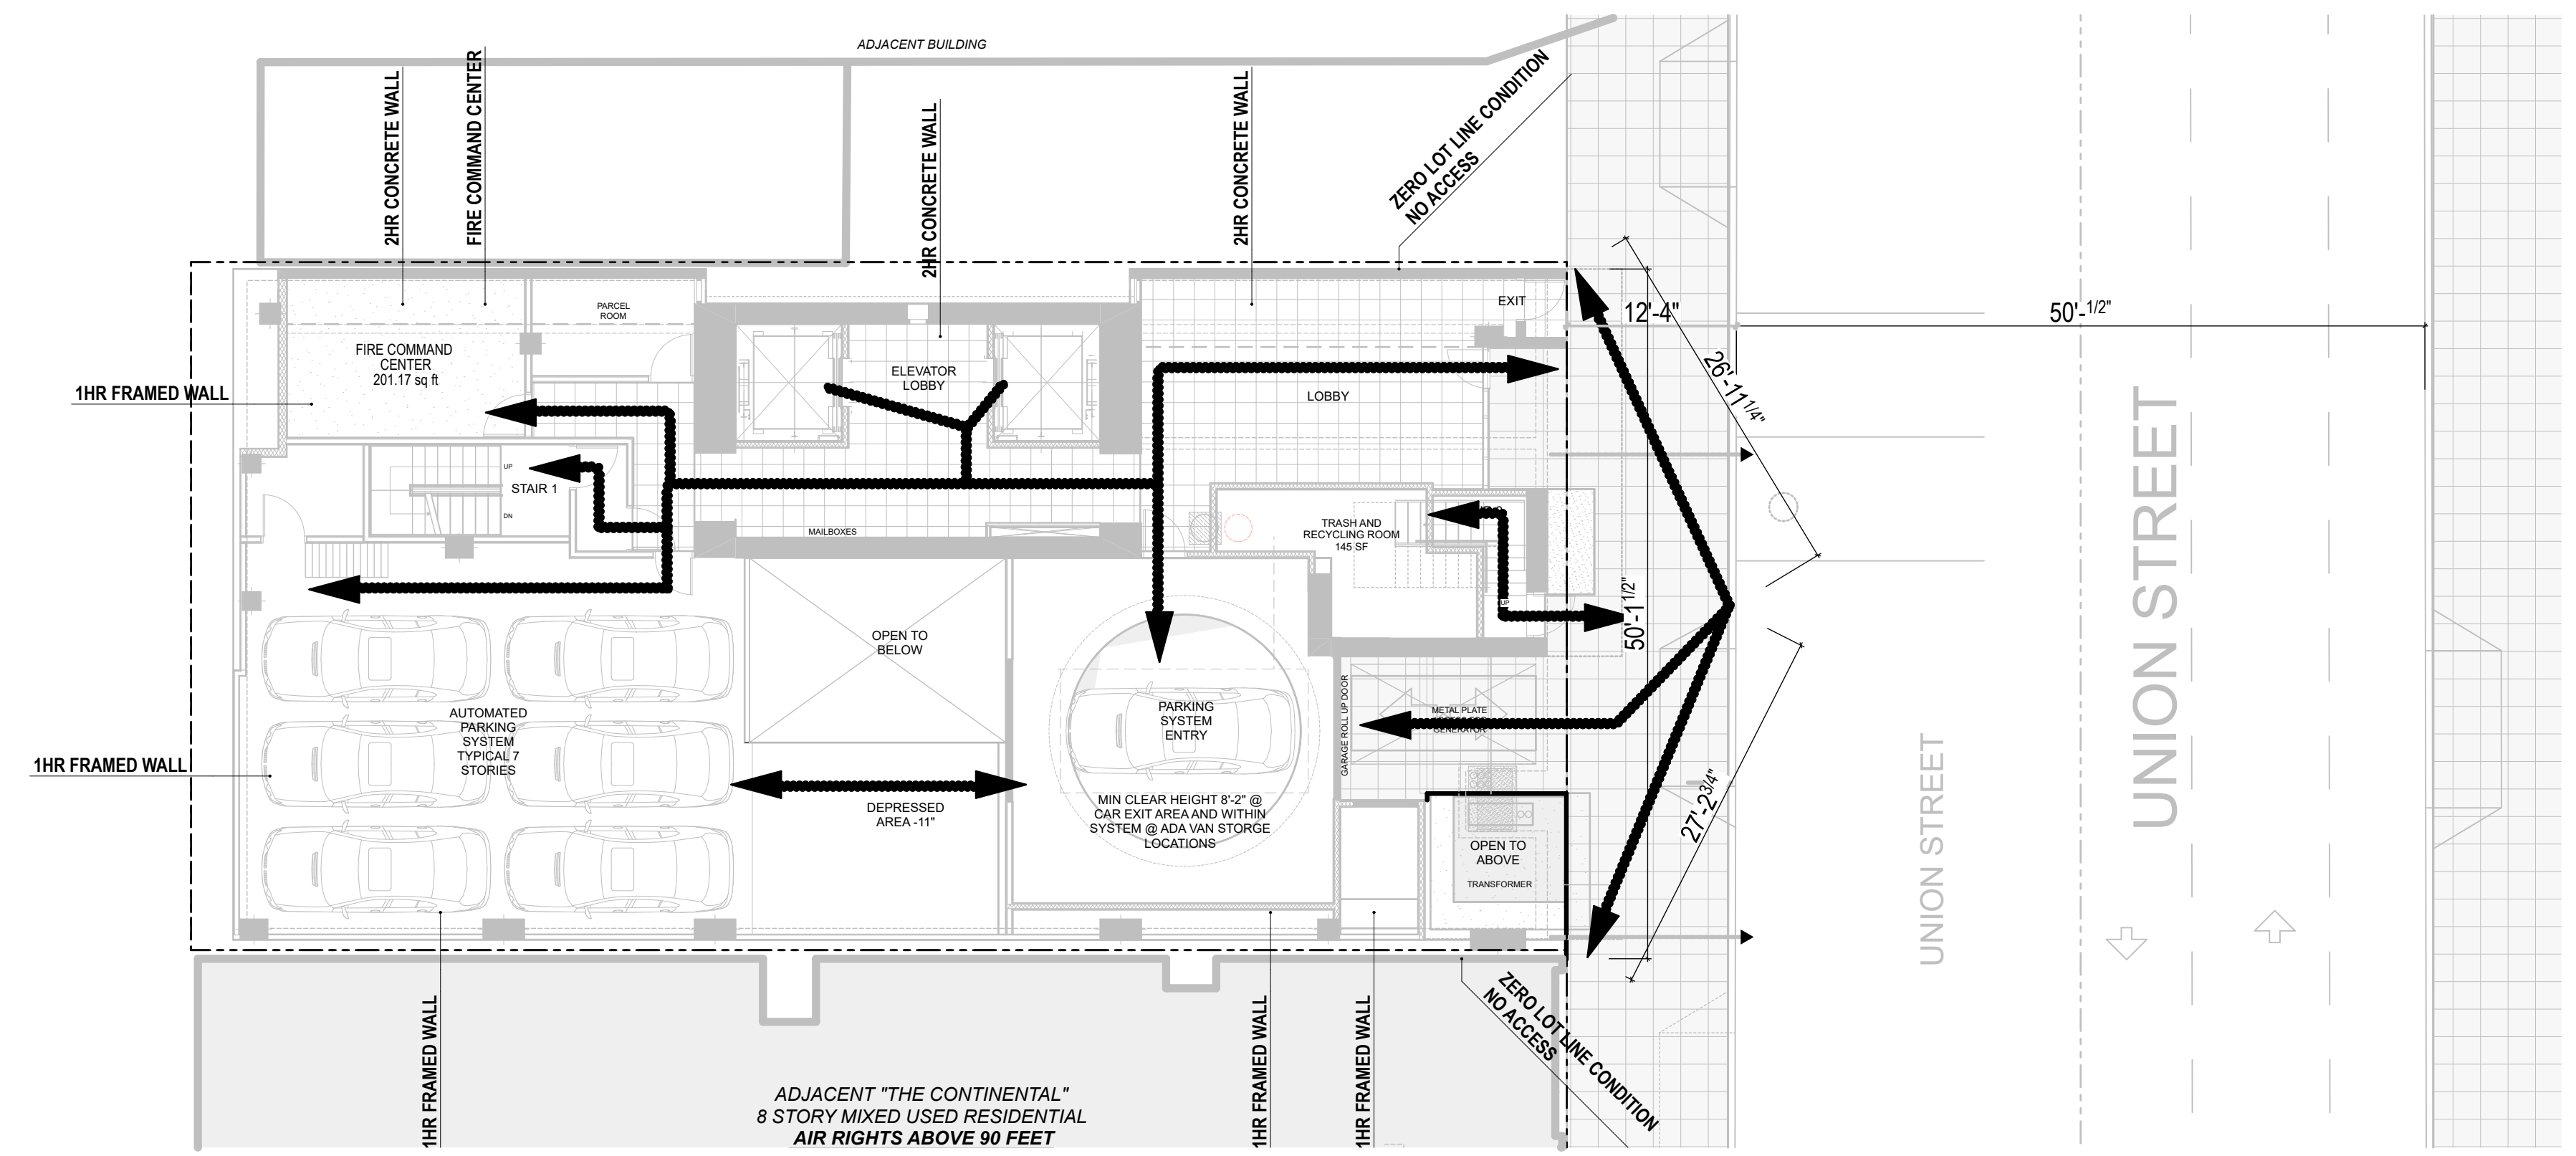 ADJACENT BUILDING
2HR CONCRETE WALL
FIRE COMMAND CENTER
2HR CONCRETE WALL
2HR CONCRETE WALL
ZERO LOT LINE CONDITION
NO ACCESS
PARCEL
ROOM
EXIT
12'-4"
50'-1/2"
FIRE COMMAND
CENTER
201.17 sq ft
ELEVATOR
LOBBY
LOBBY
26'-11 1/4"
1HR FRAMED WALL
UP
STAIR 1
DN
MAILBOXES
TRASH AND
RECYCLING ROOM
145 SF
UP
50'-1 1/2"
UNION STREET
OPEN TO
BELOW
AUTOMATED
PARKING
SYSTEM
TYPICAL 7
STORIES
PARKING
SYSTEM
ENTRY
GARAGE ROLL UP DOOR
METAL PLATE
GENERATOR
1HR FRAMED WALL
DEPRESSED
AREA -11"
MIN CLEAR HEIGHT 8'-2" @
CAR EXIT AREA AND WITHIN
SYSTEM @ ADA VAN STORGE
LOCATIONS
27'-2 3/4"
UNION STREET
OPEN TO
ABOVE
TRANSFORMER
1HR FRAMED WALL
1HR FRAMED WALL
1HR FRAMED WALL
ZERO LOT LINE CONDITION
NO ACCESS
ADJACENT "THE CONTINENTAL"
8 STORY MIXED USED RESIDENTIAL
AIR RIGHTS ABOVE 90 FEET